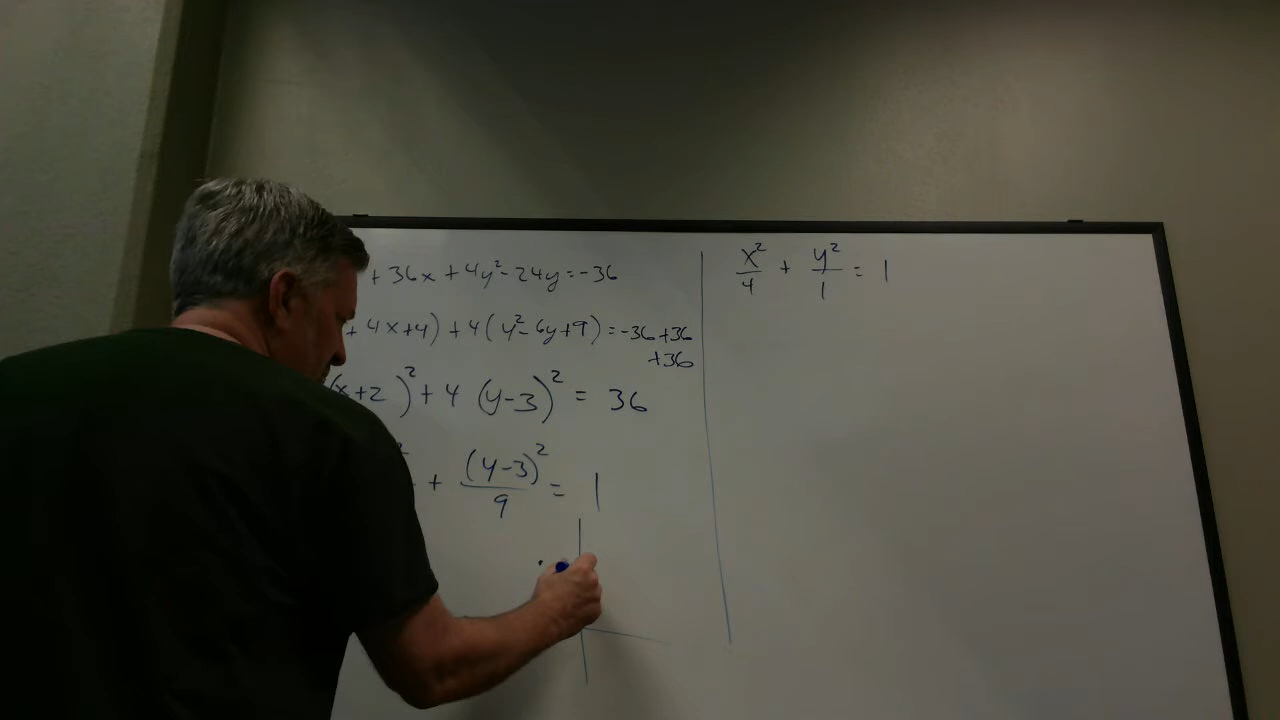 + 36x + 4y² - 24y = -36
+ 4x + 4) + 4(y² - 6y + 9) = -36 + 36
+36
(x + 2)² + 4(y - 3)² = 36
+ (y - 3)²/9 = 1
x²/4 + y²/1 = 1